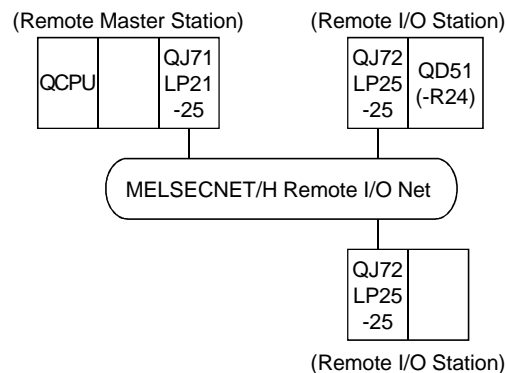 (Remote Master Station)
QCPU
QJ71
LP21
-25
(Remote I/O Station)
QJ72
LP25
-25
QD51
(-R24)
MELSECNET/H Remote I/O Net
QJ72
LP25
-25
(Remote I/O Station)